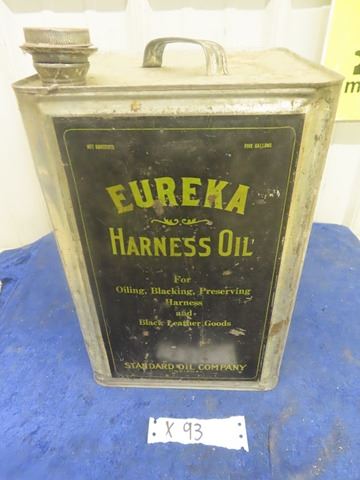 NET CONTENTS FIVE GALLONS
EUREKA
HARNESS OIL
For
Oiling, Blacking, Preserving
Harness
and
Black Leather Goods
STANDARD OIL COMPANY
X 93